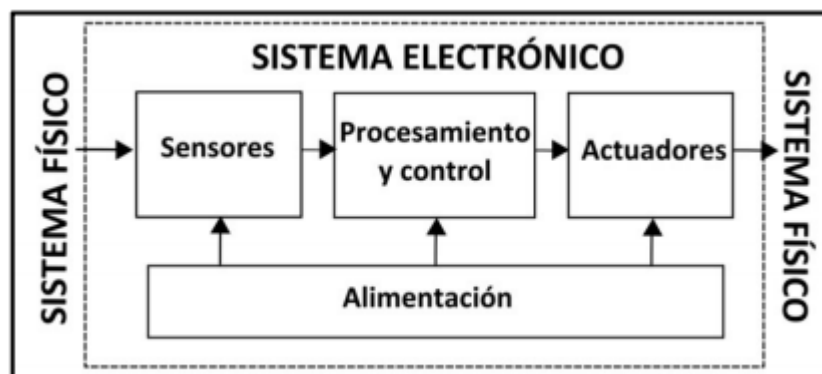 SISTEMA ELECTRÓNICO
SISTEMA FÍSICO
Sensores
Procesamiento
y control
Actuadores
SISTEMA FÍSICO
Alimentación